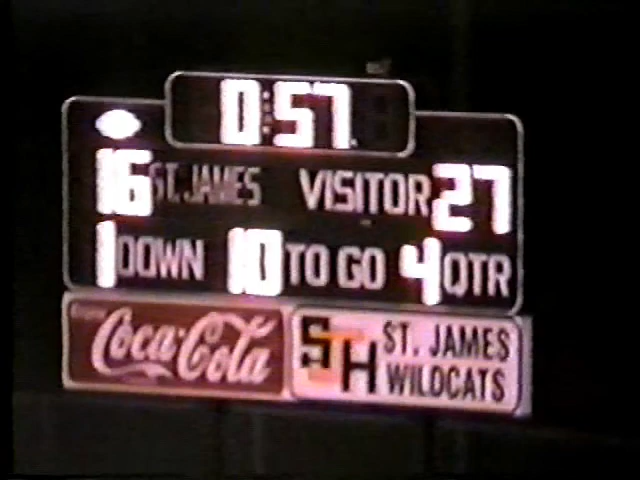 0:57
16 ST. JAMES VISITOR 27
1 DOWN 10 TO GO 4 QTR
Coca-Cola
SJH ST. JAMES
WILDCATS